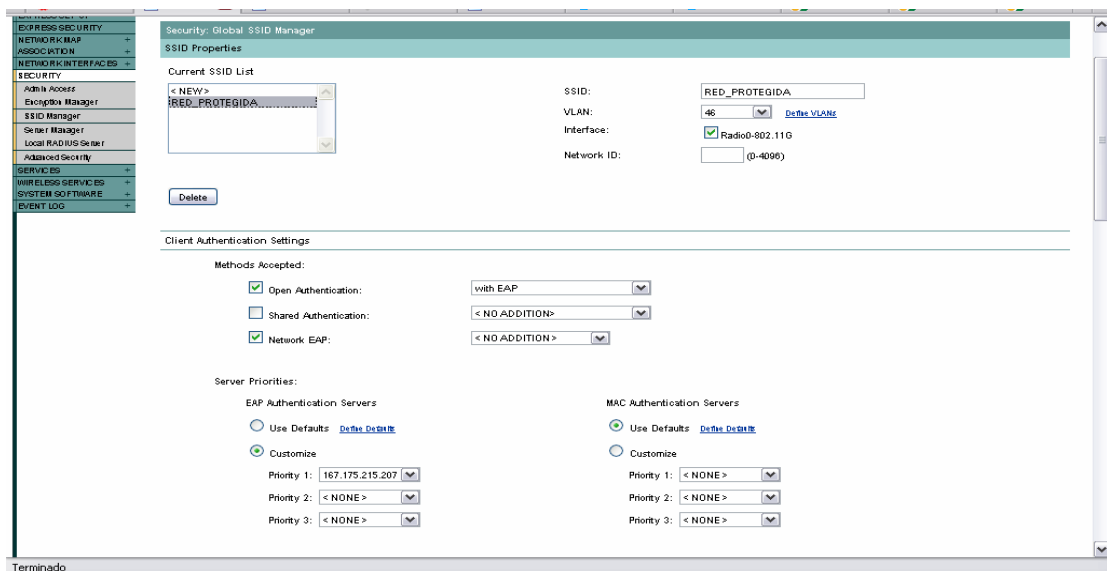 EXPRESS SECURITY
NETWORK MAP +
ASSOCIATION +
NETWORK INTERFACES +
SECURITY
Admin Access
Encryption Manager
SSID Manager
Server Manager
Local RADIUS Server
Advanced Security
SERVICES +
WIRELESS SERVICES +
SYSTEM SOFTWARE +
EVENT LOG +
Security: Global SSID Manager
SSID Properties
Current SSID List
< NEW >
RED_PROTEGIDA
SSID: RED_PROTEGIDA
VLAN: 46 Define VLANs
Interface: Radio0-802.11G
Network ID: (0-4096)
Delete
Client Authentication Settings
Methods Accepted:
Open Authentication: with EAP
Shared Authentication: < NO ADDITION>
Network EAP: < NO ADDITION >
Server Priorities:
EAP Authentication Servers
Use Defaults Define Defaults
Customize
Priority 1: 167.175.215.207
Priority 2: < NONE >
Priority 3: < NONE >
MAC Authentication Servers
Use Defaults Define Defaults
Customize
Priority 1: < NONE >
Priority 2: < NONE >
Priority 3: < NONE >
Terminado